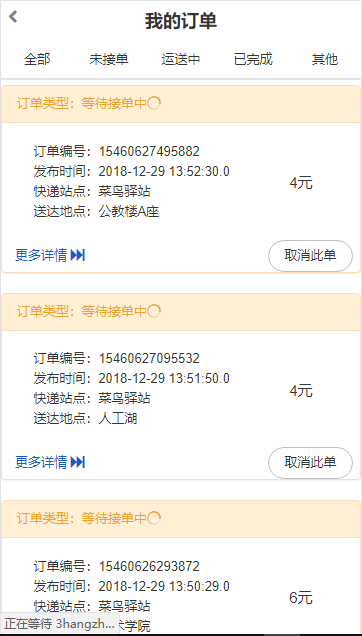 我的订单
全部 未接单 运送中 已完成 其他
订单类型：等待接单中
订单编号：15460627495882
发布时间：2018-12-29 13:52:30.0
快递站点：菜鸟驿站
送达地点：公教楼A座
4元
更多详情
取消此单
订单类型：等待接单中
订单编号：15460627095532
发布时间：2018-12-29 13:51:50.0
快递站点：菜鸟驿站
送达地点：人工湖
4元
更多详情
取消此单
订单类型：等待接单中
订单编号：15460626293872
发布时间：2018-12-29 13:50:29.0
快递站点：菜鸟驿站
6元
术学院
正在等待 3hangzh...